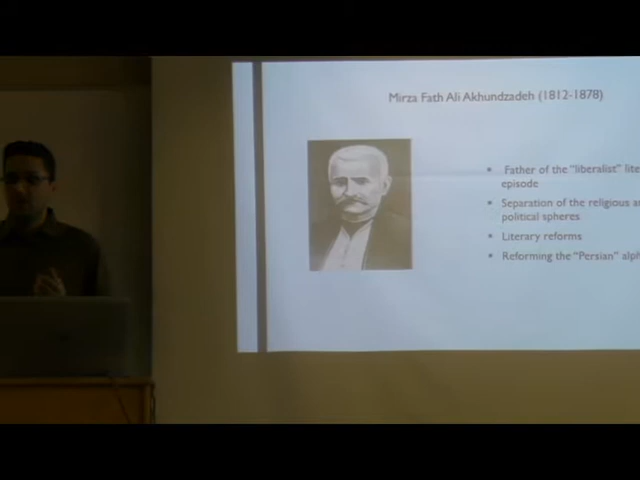 Mirza Fath Ali Akhundzadeh (1812-1878)
• Father of the "liberalist"
episode
• Separation of the religious
political spheres
• Literary reforms
• Reforming the "Persian"